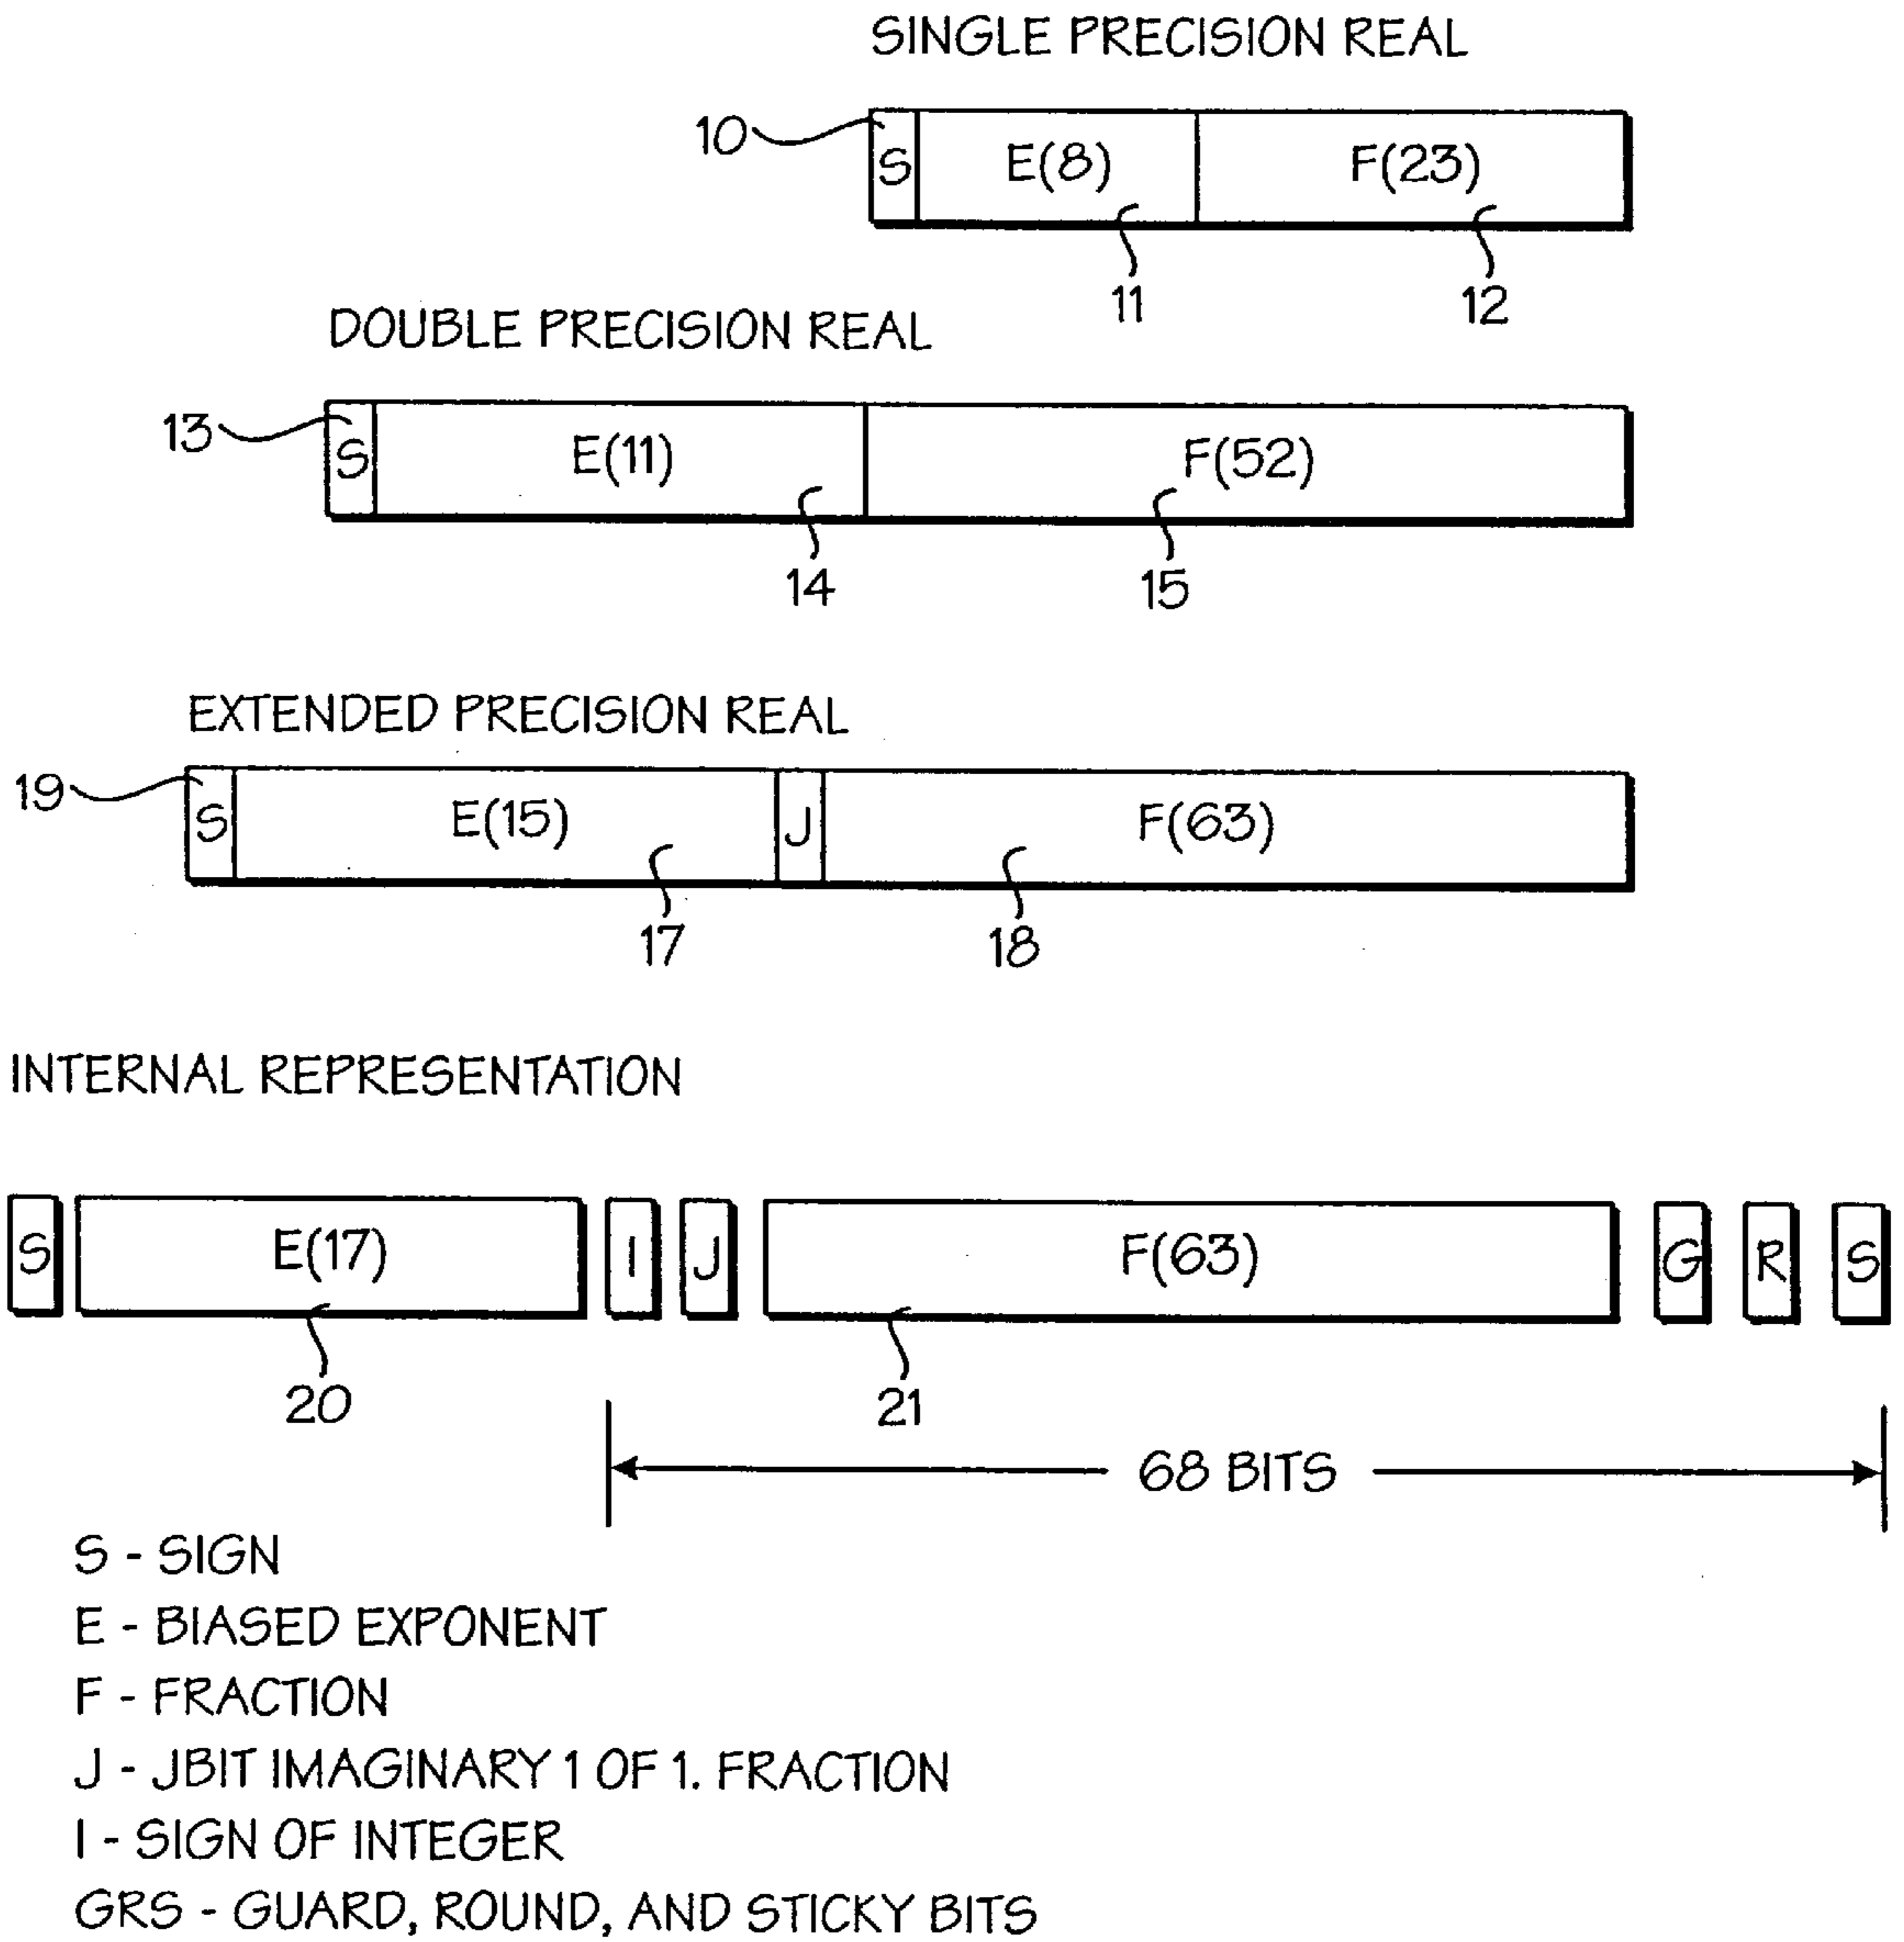 SINGLE PRECISION REAL
10
S E(8) F(23)
11 12
DOUBLE PRECISION REAL
13
S E(11) F(52)
14 15
EXTENDED PRECISION REAL
19
S E(15) J F(63)
17 18
INTERNAL REPRESENTATION
S E(17) I J F(63) G R S
20 21
68 BITS
S - SIGN
E - BIASED EXPONENT
F - FRACTION
J - JBIT IMAGINARY 1 OF 1. FRACTION
I - SIGN OF INTEGER
GRS - GUARD, ROUND, AND STICKY BITS